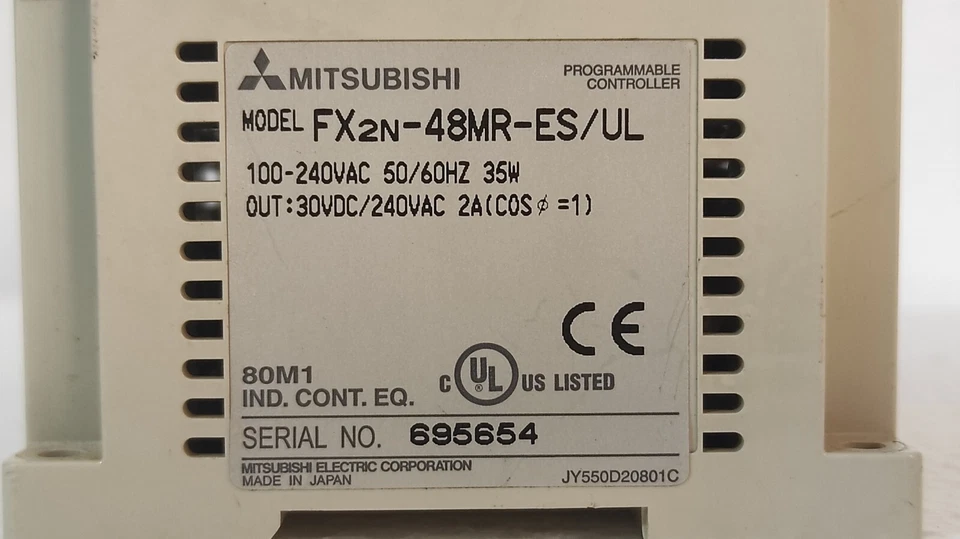 MITSUBISHI
PROGRAMMABLE
CONTROLLER
MODEL FX2N-48MR-ES/UL
100-240VAC 50/60HZ 35W
OUT:30VDC/240VAC 2A(COSφ=1)
CE
80M1
IND. CONT. EQ.
C UL US LISTED
SERIAL NO. 695654
MITSUBISHI ELECTRIC CORPORATION
MADE IN JAPAN
JY550D20801C